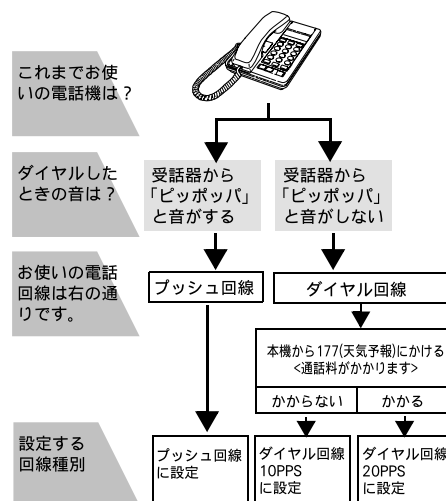 これまでお使
いの電話機は？
ダイヤルした
ときの音は？
受話器から
「ピッポッパ」
と音がする
受話器から
「ピッポッパ」
と音がしない
お使いの電話
回線は右の通
りです。
プッシュ回線
ダイヤル回線
本機から177(天気予報)にかける
<通話料がかかります>
かからない
かかる
設定する
回線種別
プッシュ回線
に設定
ダイヤル回線
10PPS
に設定
ダイヤル回線
20PPS
に設定